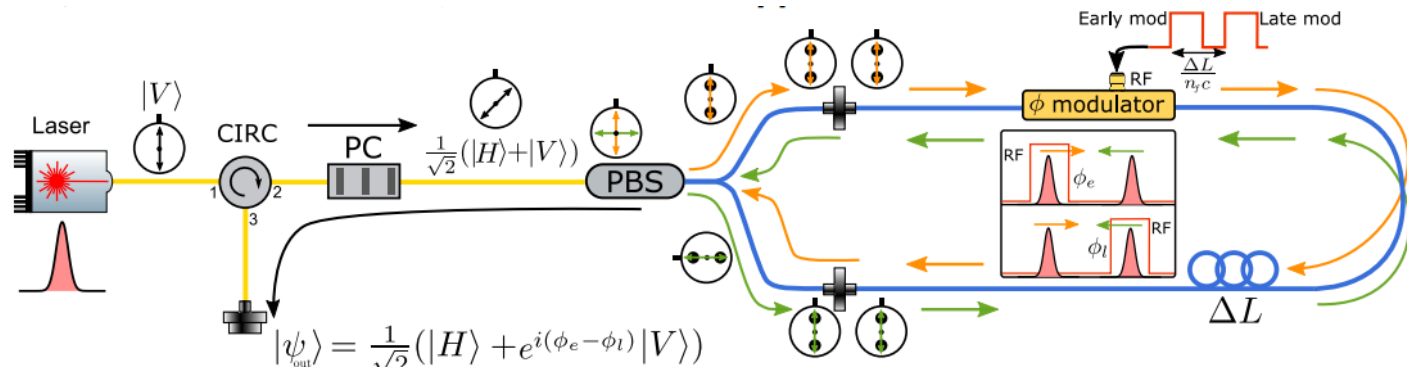 Early mod
Late mod
ΔL
n_f c
RF
|V⟩
Laser
CIRC
PC
1/√2(|H⟩+|V⟩)
PBS
ϕ modulator
1
2
3
RF
ϕ_e
RF
ϕ_l
ΔL
|ψ_out⟩ = 1/√2(|H⟩ + e^{i(ϕ_e−ϕ_l)}|V⟩)